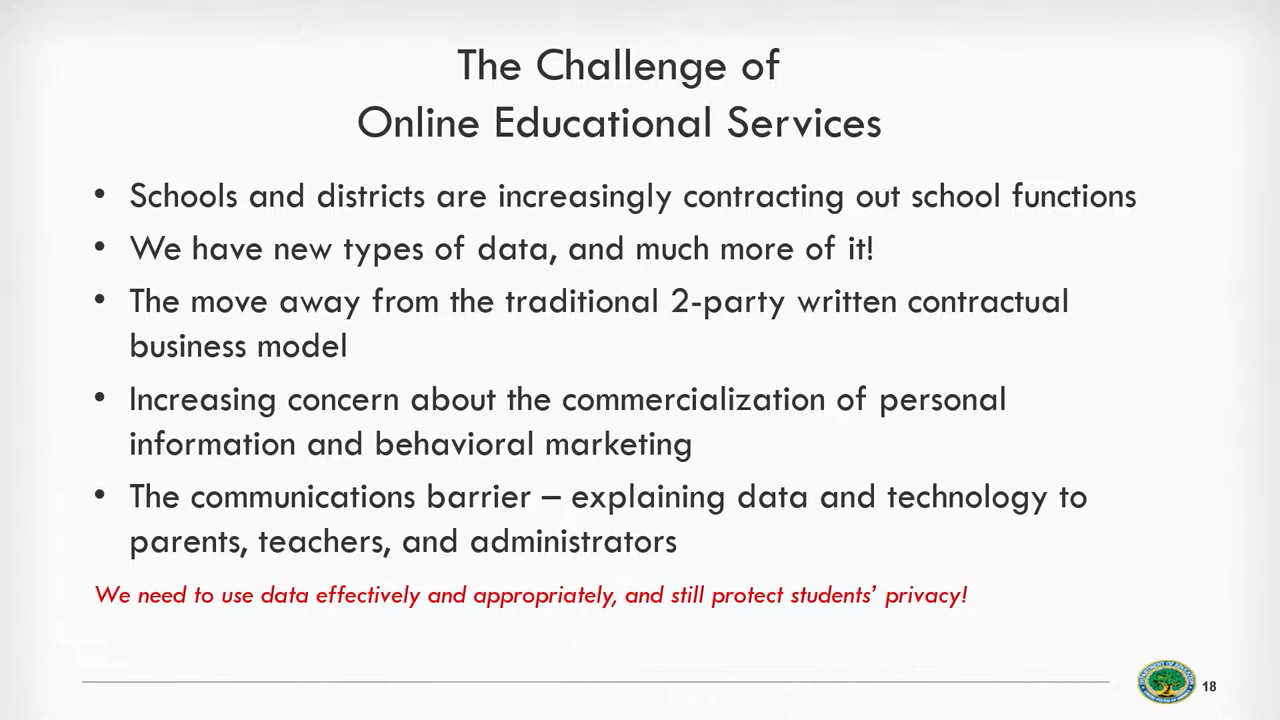 The Challenge of
Online Educational Services
• Schools and districts are increasingly contracting out school functions
• We have new types of data, and much more of it!
• The move away from the traditional 2-party written contractual
business model
• Increasing concern about the commercialization of personal
information and behavioral marketing
• The communications barrier – explaining data and technology to
parents, teachers, and administrators
We need to use data effectively and appropriately, and still protect students’ privacy!
18